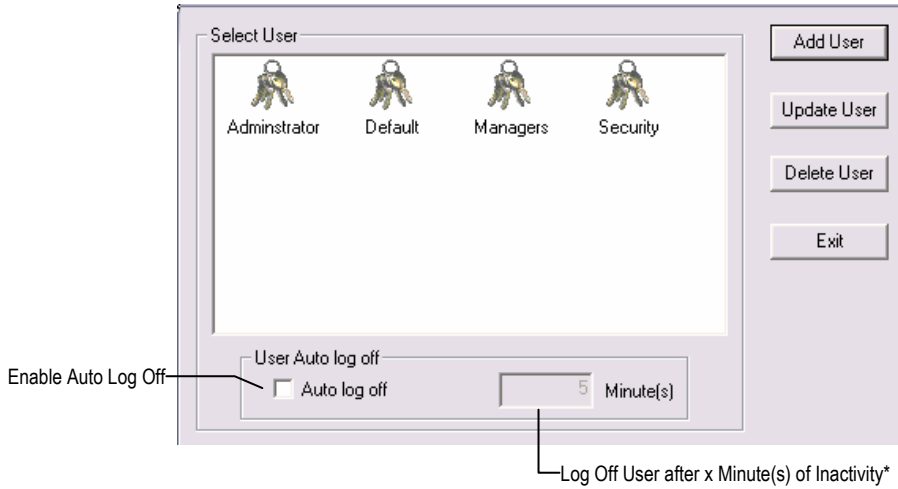 Select User
Add User
Adminstrator Default Managers Security
Update User
Delete User
Exit
User Auto log off
Enable Auto Log Off
Auto log off 5 Minute(s)
Log Off User after x Minute(s) of Inactivity*